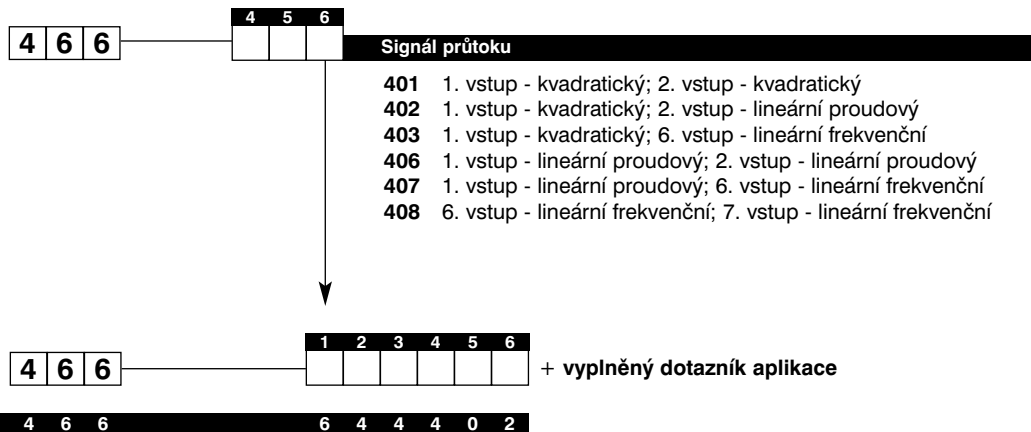 4 5 6
4 6 6
Signál průtoku
401 1. vstup - kvadratický; 2. vstup - kvadratický
402 1. vstup - kvadratický; 2. vstup - lineární proudový
403 1. vstup - kvadratický; 6. vstup - lineární frekvenční
406 1. vstup - lineární proudový; 2. vstup - lineární proudový
407 1. vstup - lineární proudový; 6. vstup - lineární frekvenční
408 6. vstup - lineární frekvenční; 7. vstup - lineární frekvenční
1 2 3 4 5 6
4 6 6 + vyplněný dotazník aplikace
4 6 6 6 4 4 4 0 2